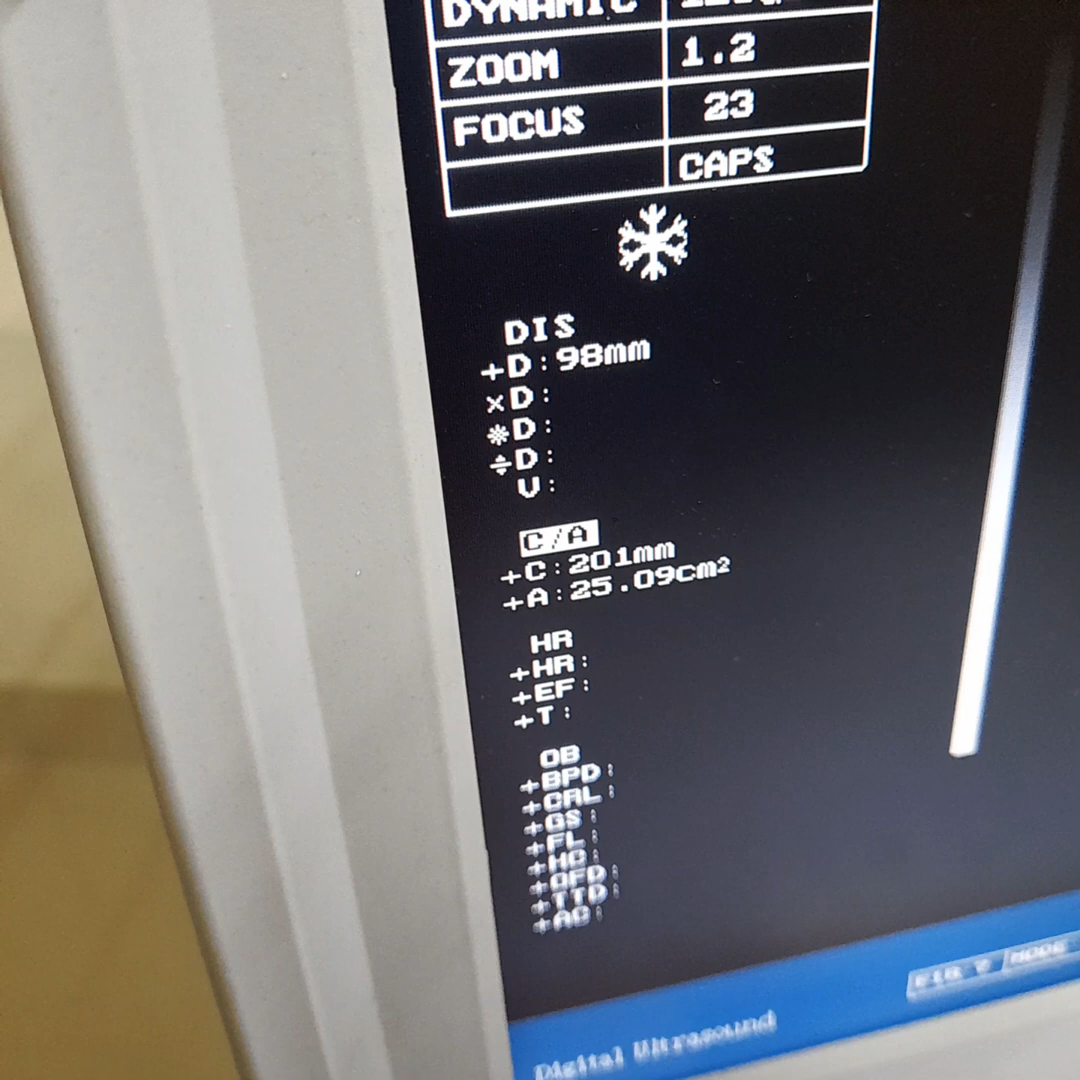 DYNAMIC
ZOOM 1.2
FOCUS 23
CAPS
DIS
+D:98mm
×D:
※D:
÷D:
V:
C/A
+C:201mm
+A:25.09cm²
HR
+HR:
+EF:
+T:
OB
+BPD:
+CRL:
+GS:
+FL:
+HC:
+OFD:
+TTD:
+AC:
Digital Ultrasound